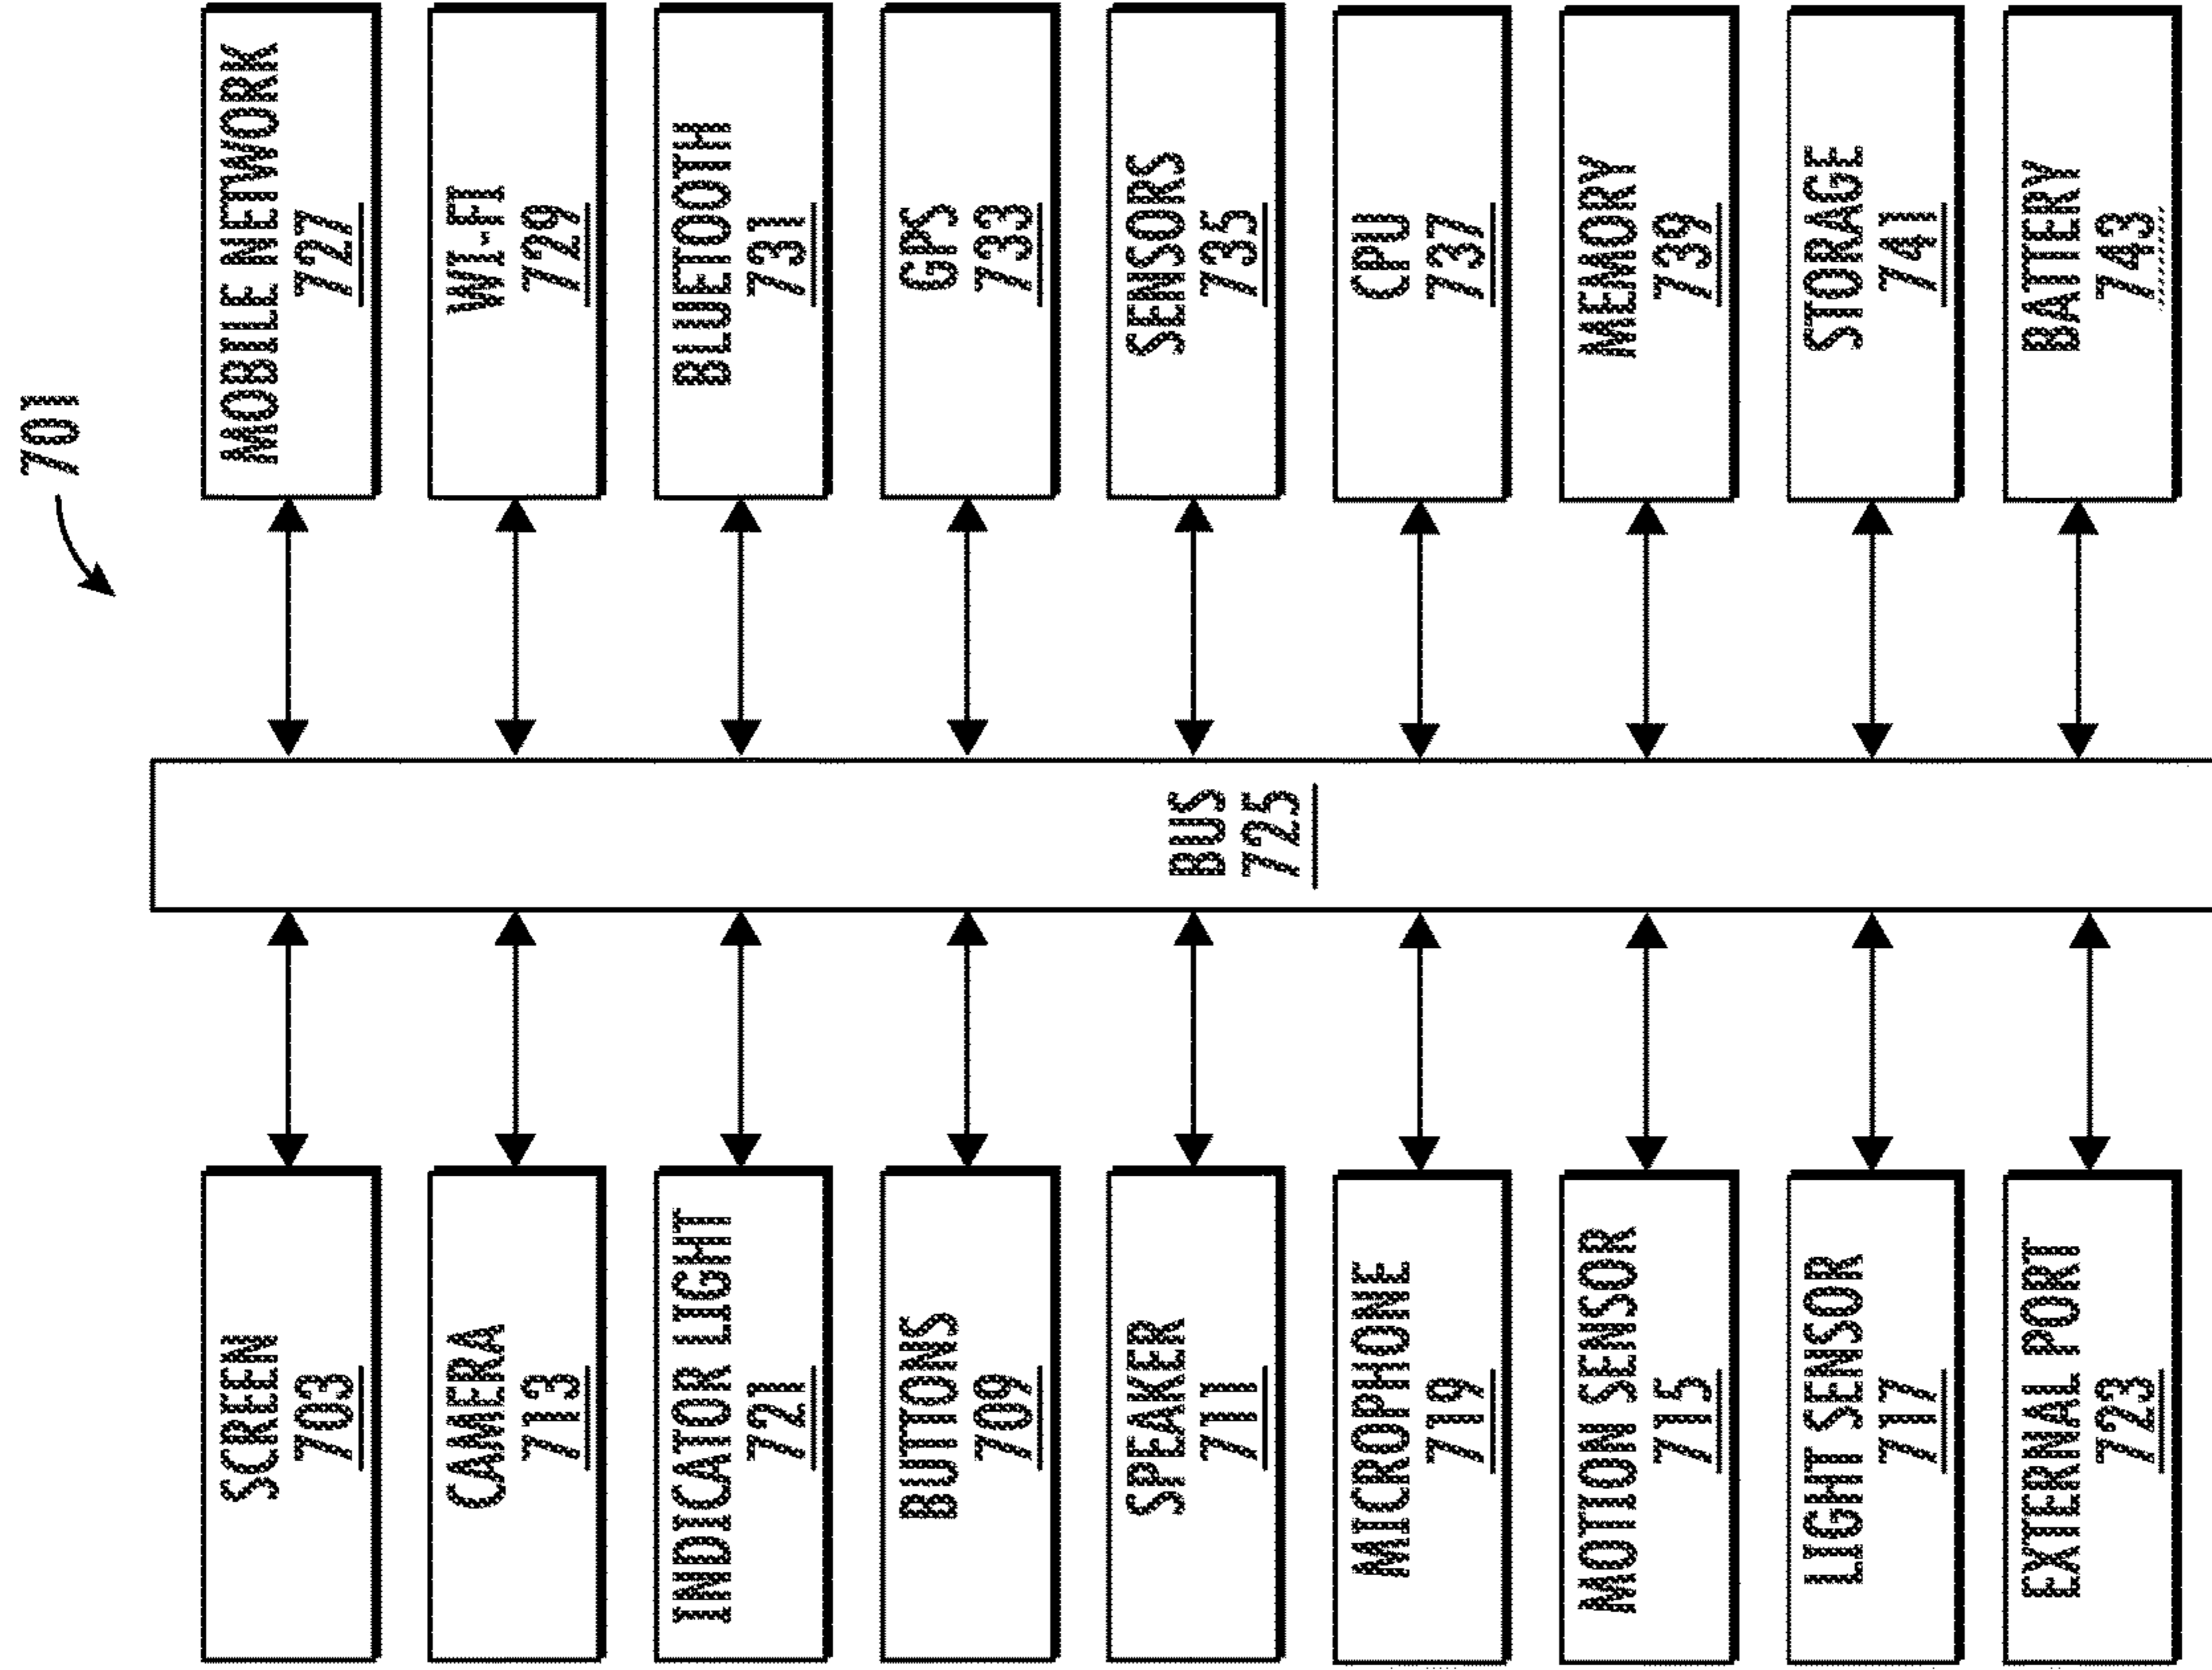 701
SCREEN
703
CAMERA
713
INDICATOR LIGHT
721
BUTTONS
709
SPEAKER
711
MICROPHONE
719
MOTION SENSOR
715
LIGHT SENSOR
717
EXTERNAL PORT
723
BUS
725
MOBILE NETWORK
727
WI-FI
729
BLUETOOTH
731
GPS
733
SENSORS
735
CPU
737
MEMORY
739
STORAGE
741
BATTERY
743